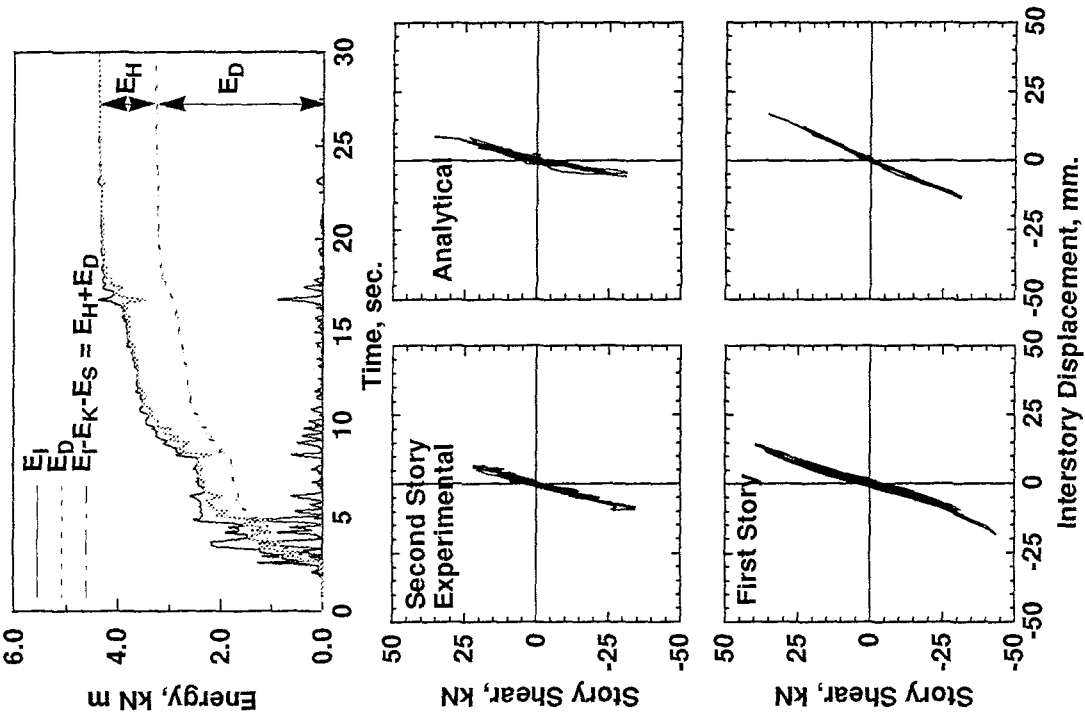 E_I
E_D
E_I-E_K-E_S = E_H+E_D
E_H
E_D
6.0
4.0
2.0
0.0
Energy, kN m
0 5 10 15 20 25 30
Time, sec.
Second Story
Experimental
Analytical
50
25
0
-25
-50
Story Shear, kN
First Story
50
25
0
-25
-50
Story Shear, kN
-50 -25 0 25 50
-50 -25 0 25 50
Interstory Displacement, mm.